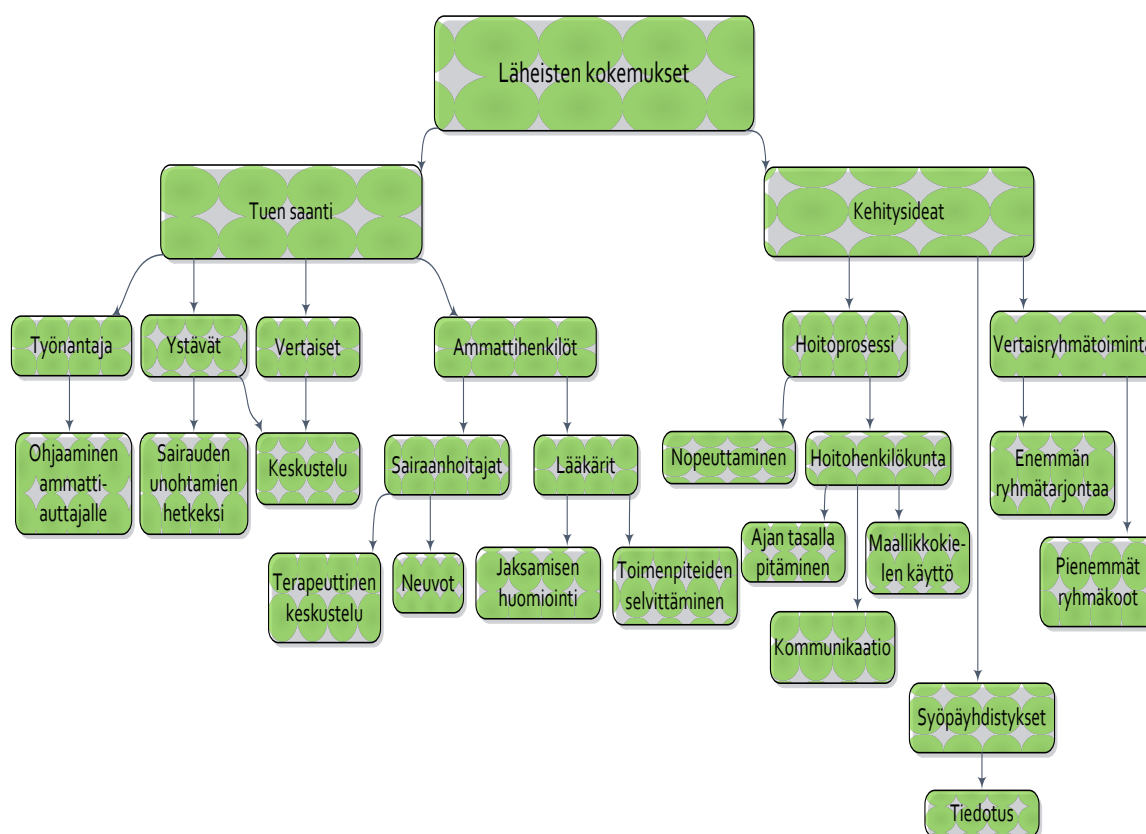 Läheisten kokemukset
Tuen saanti
Kehitysideat
Työnantaja
Ystävät
Vertaiset
Ammattihenkilöt
Hoitoprosessi
Vertaisryhmätoiminta
Ohjaaminen
ammatti-
auttajalle
Sairauden
unohtamien
hetkeksi
Keskustelu
Sairaanhoitajat
Lääkärit
Nopeuttaminen
Hoitohenkilökunta
Enemmän
ryhmätarjontaa
Terapeuttinen
keskustelu
Neuvot
Jaksamisen
huomiointi
Toimenpiteiden
selvittäminen
Ajan tasalla
pitäminen
Maallikkokie-
len käyttö
Pienemmät
ryhmäkoot
Kommunikaatio
Syöpäyhdistykset
Tiedotus